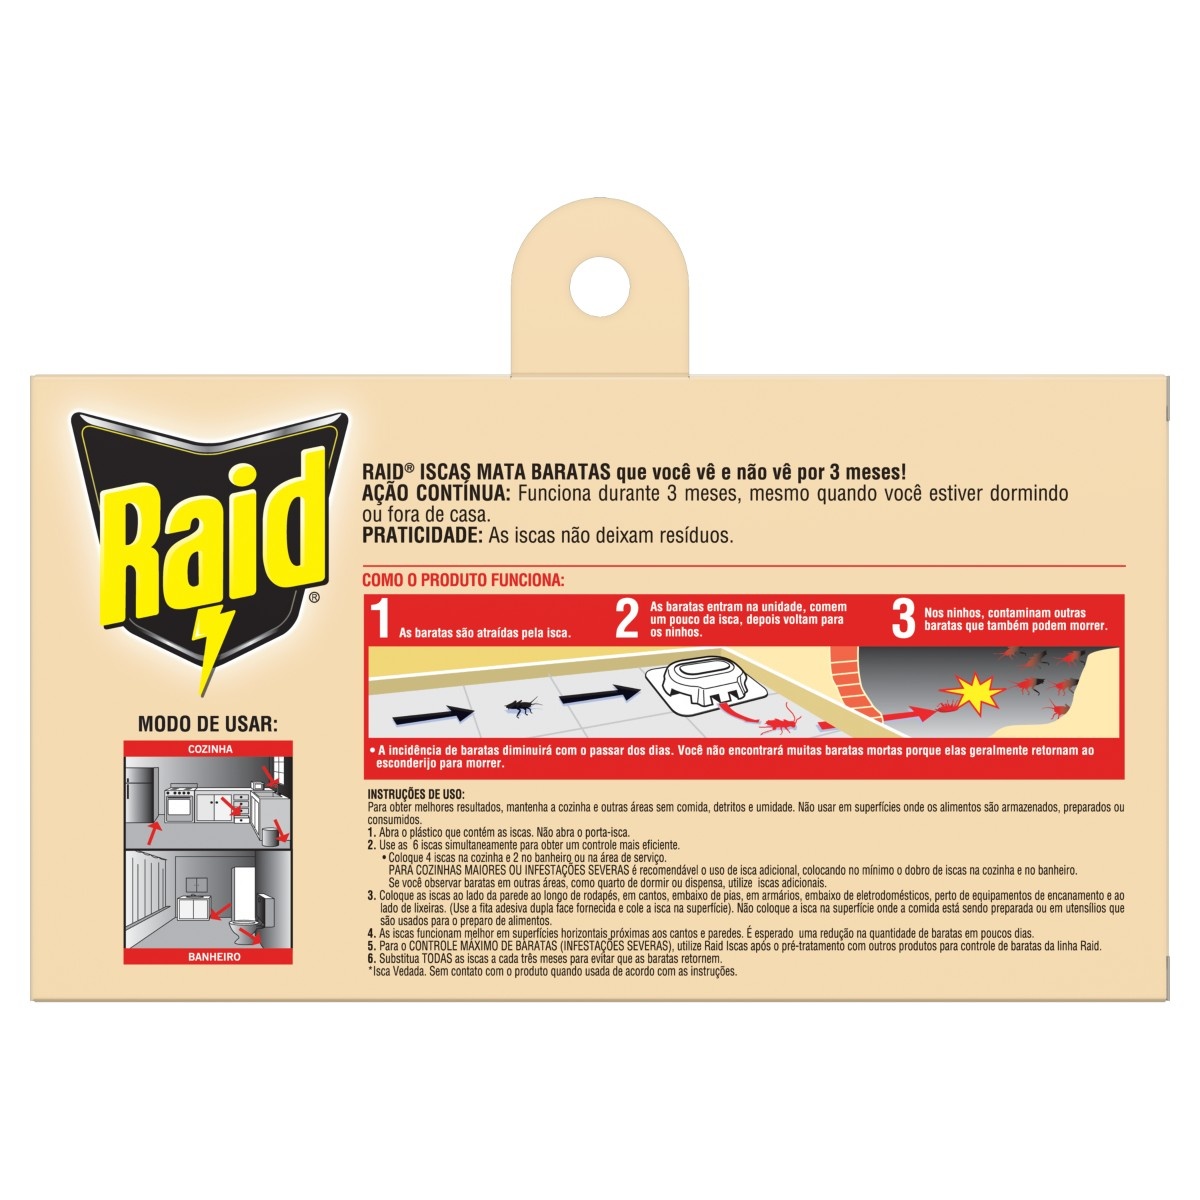 Raid®
RAID® ISCAS MATA BARATAS que você vê e não vê por 3 meses!
AÇÃO CONTÍNUA: Funciona durante 3 meses, mesmo quando você estiver dormindo
ou fora de casa.
PRATICIDADE: As iscas não deixam resíduos.
COMO O PRODUTO FUNCIONA:
1 As baratas são atraídas pela isca.
2 As baratas entram na unidade, comem
um pouco da isca, depois voltam para
os ninhos.
3 Nos ninhos, contaminam outras
baratas que também podem morrer.
• A incidência de baratas diminuirá com o passar dos dias. Você não encontrará muitas baratas mortas porque elas geralmente retornam ao
esconderijo para morrer.
MODO DE USAR:
COZINHA
BANHEIRO
INSTRUÇÕES DE USO:
Para obter melhores resultados, mantenha a cozinha e outras áreas sem comida, detritos e umidade. Não usar em superfícies onde os alimentos são armazenados, preparados ou
consumidos.
1. Abra o plástico que contém as iscas. Não abra o porta-isca.
2. Use as 6 iscas simultaneamente para obter um controle mais eficiente.
• Coloque 4 iscas na cozinha e 2 no banheiro ou na área de serviço.
PARA COZINHAS MAIORES OU INFESTAÇÕES SEVERAS é recomendável o uso de isca adicional, colocando no mínimo o dobro de iscas na cozinha e no banheiro.
Se você observar baratas em outras áreas, como quarto de dormir ou dispensa, utilize iscas adicionais.
3. Coloque as iscas ao lado da parede ao longo de rodapés, em cantos, embaixo de pias, em armários, embaixo de eletrodomésticos, perto de equipamentos de encanamento e ao
lado de lixeiras. (Use a fita adesiva dupla face fornecida e cole a isca na superfície). Não coloque a isca na superfície onde a comida está sendo preparada ou em utensílios que
são usados para o preparo de alimentos.
4. As iscas funcionam melhor em superfícies horizontais próximas aos cantos e paredes. É esperado uma redução na quantidade de baratas em poucos dias.
5. Para o CONTROLE MÁXIMO DE BARATAS (INFESTAÇÕES SEVERAS), utilize Raid Iscas após o pré-tratamento com outros produtos para controle de baratas da linha Raid.
6. Substitua TODAS as iscas a cada três meses para evitar que as baratas retornem.
*Isca Vedada. Sem contato com o produto quando usada de acordo com as instruções.